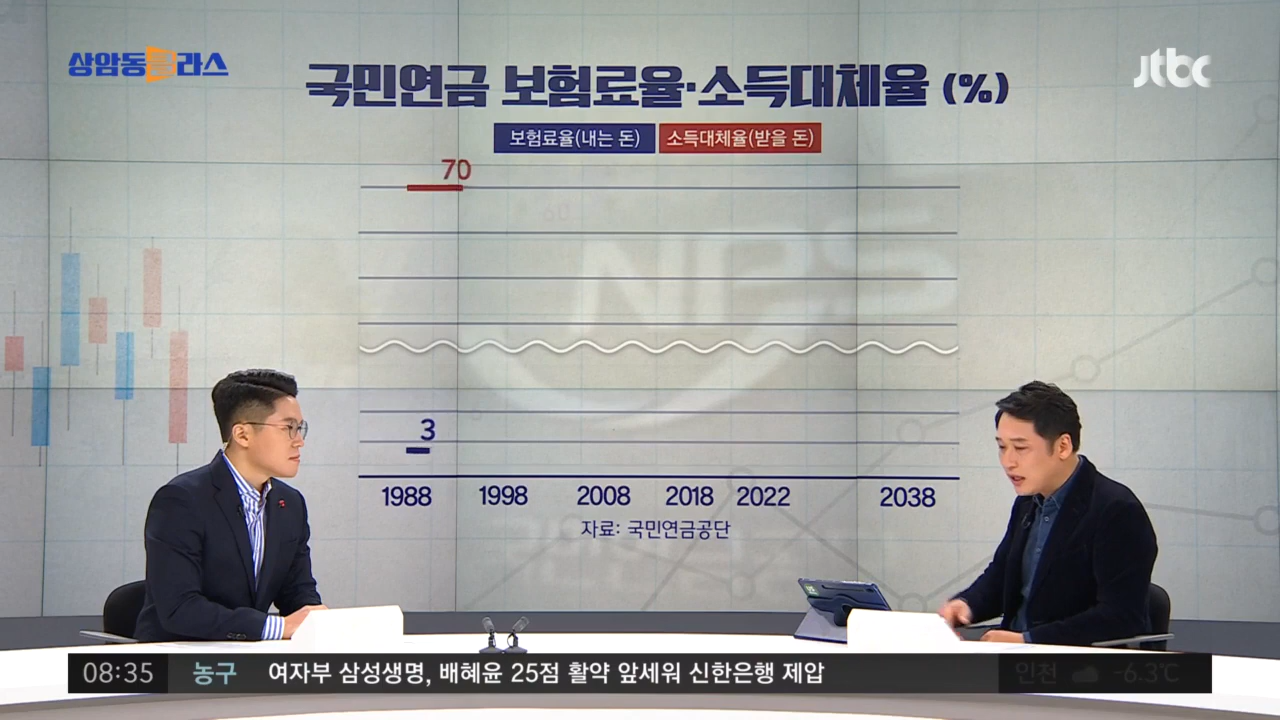 상암동클라스
jtbc
국민연금 보험료율·소득대체율 (%)
보험료율(내는 돈) 소득대체율(받을 돈)
70
60
NPS
3
1988 1998 2008 2018 2022 2038
자료: 국민연금공단
08:35 농구 여자부 삼성생명, 배혜윤 25점 활약 앞세워 신한은행 제압 인천 -6.3℃